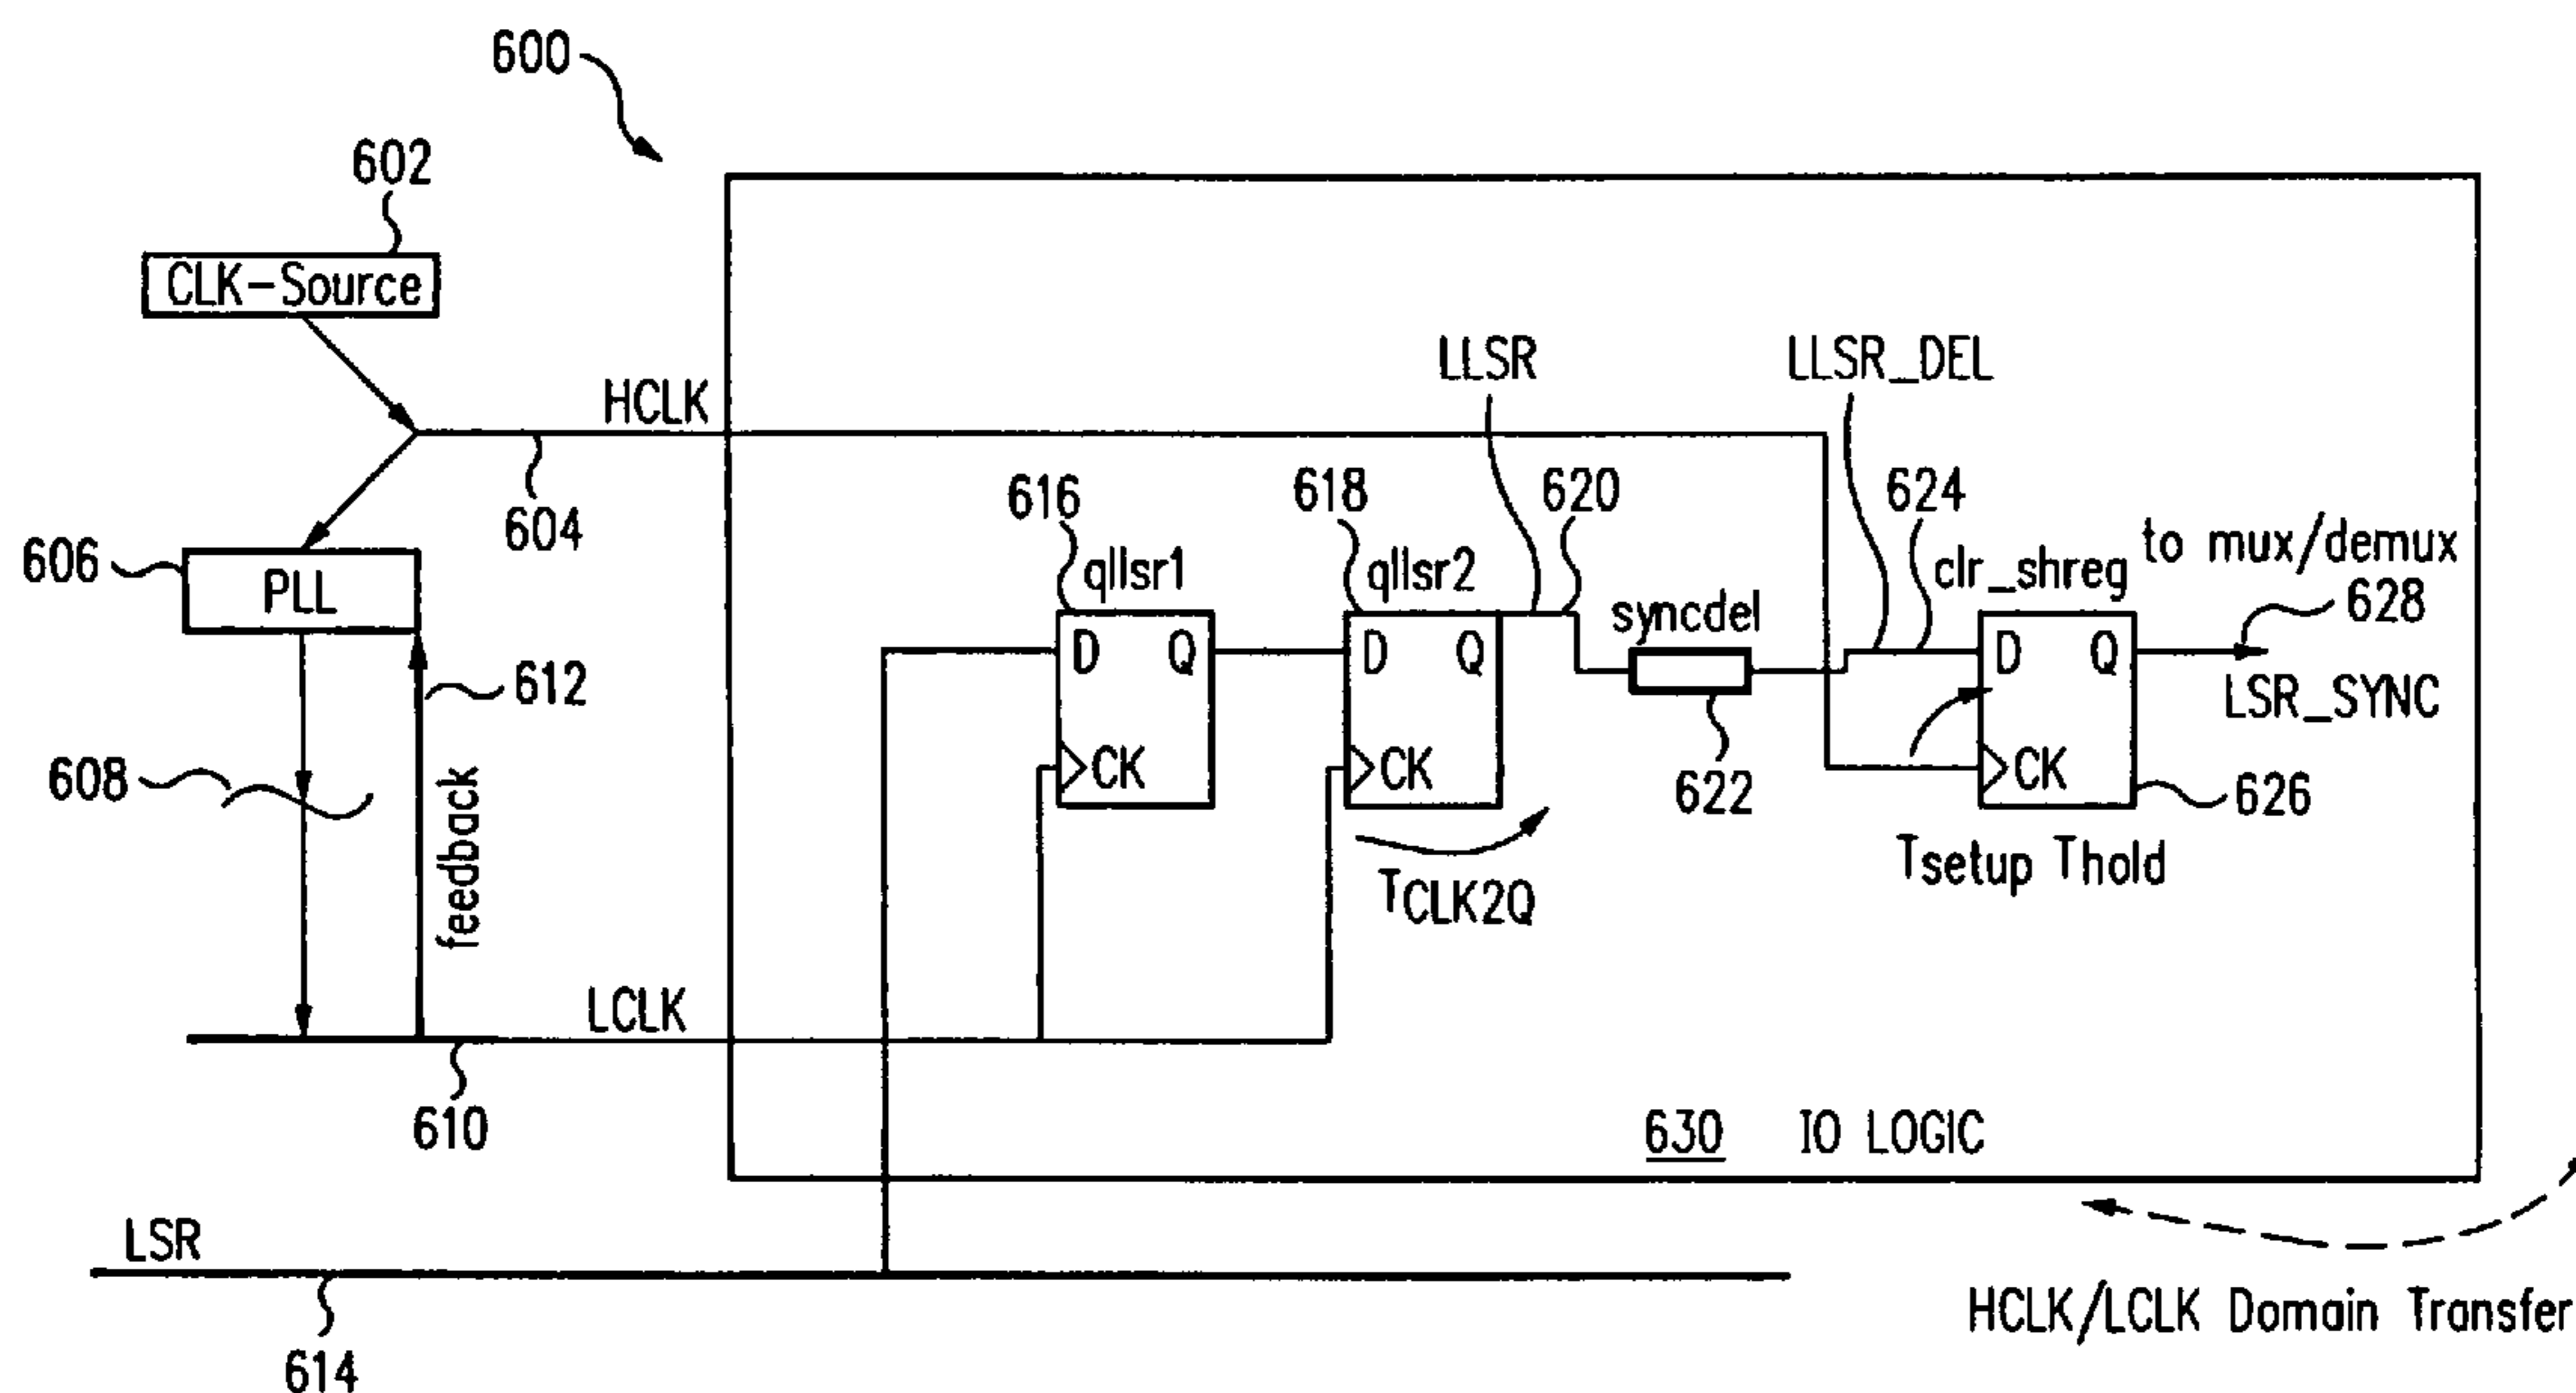 600
602
CLK-Source
HCLK
604
606
PLL
608
612
feedback
LCLK
610
LSR
614
616
qllsr1
D Q
CK
618
qllsr2
D Q
CK
TCLK2Q
LLSR
620
syncdel
622
LLSR_DEL
624
clr_shreg
D Q
CK
626
Tsetup Thold
to mux/demux
628
LSR_SYNC
630 IO LOGIC
HCLK/LCLK Domain Transfer